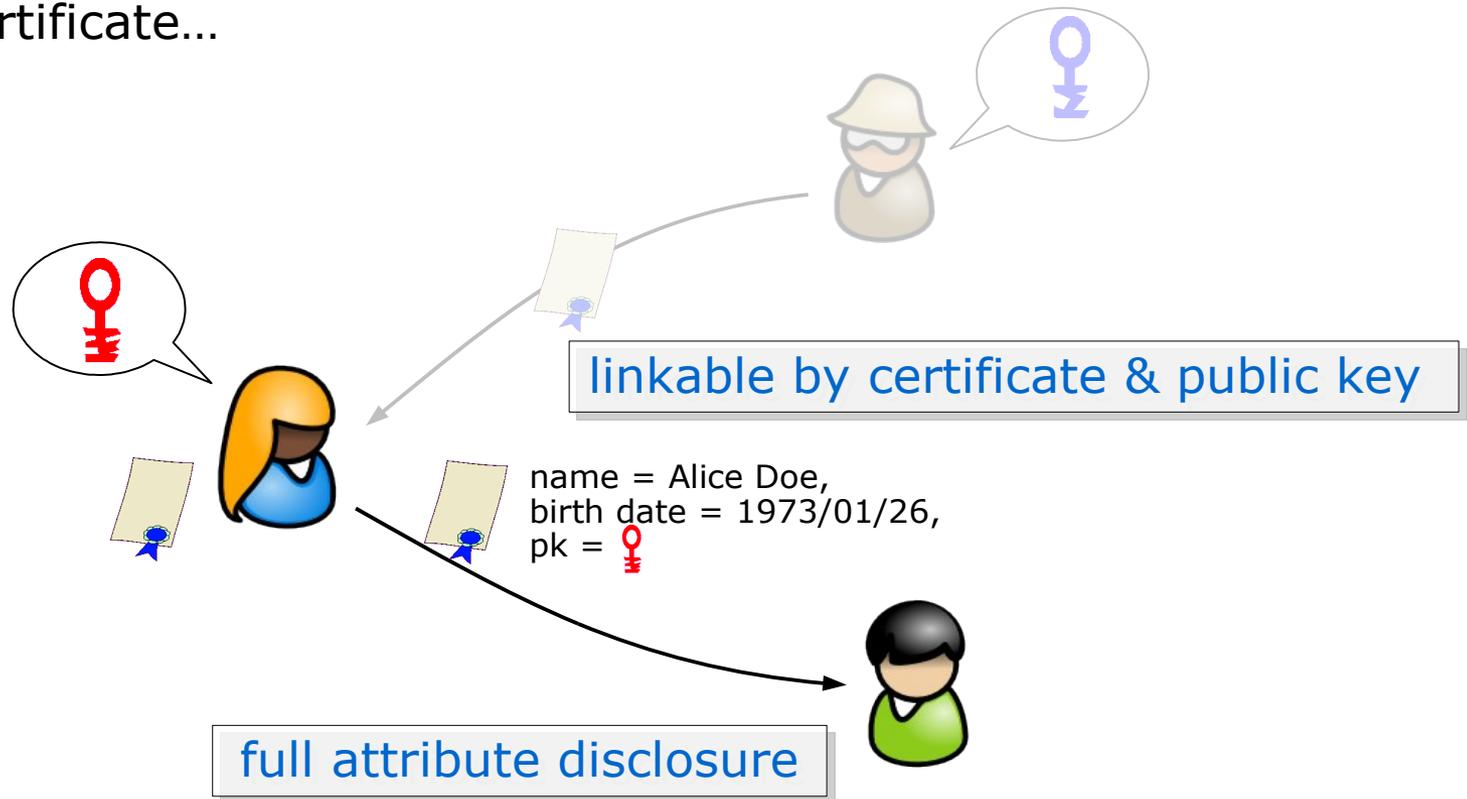 rtificate…
linkable by certificate & public key
name = Alice Doe,
birth date = 1973/01/26,
pk =
full attribute disclosure